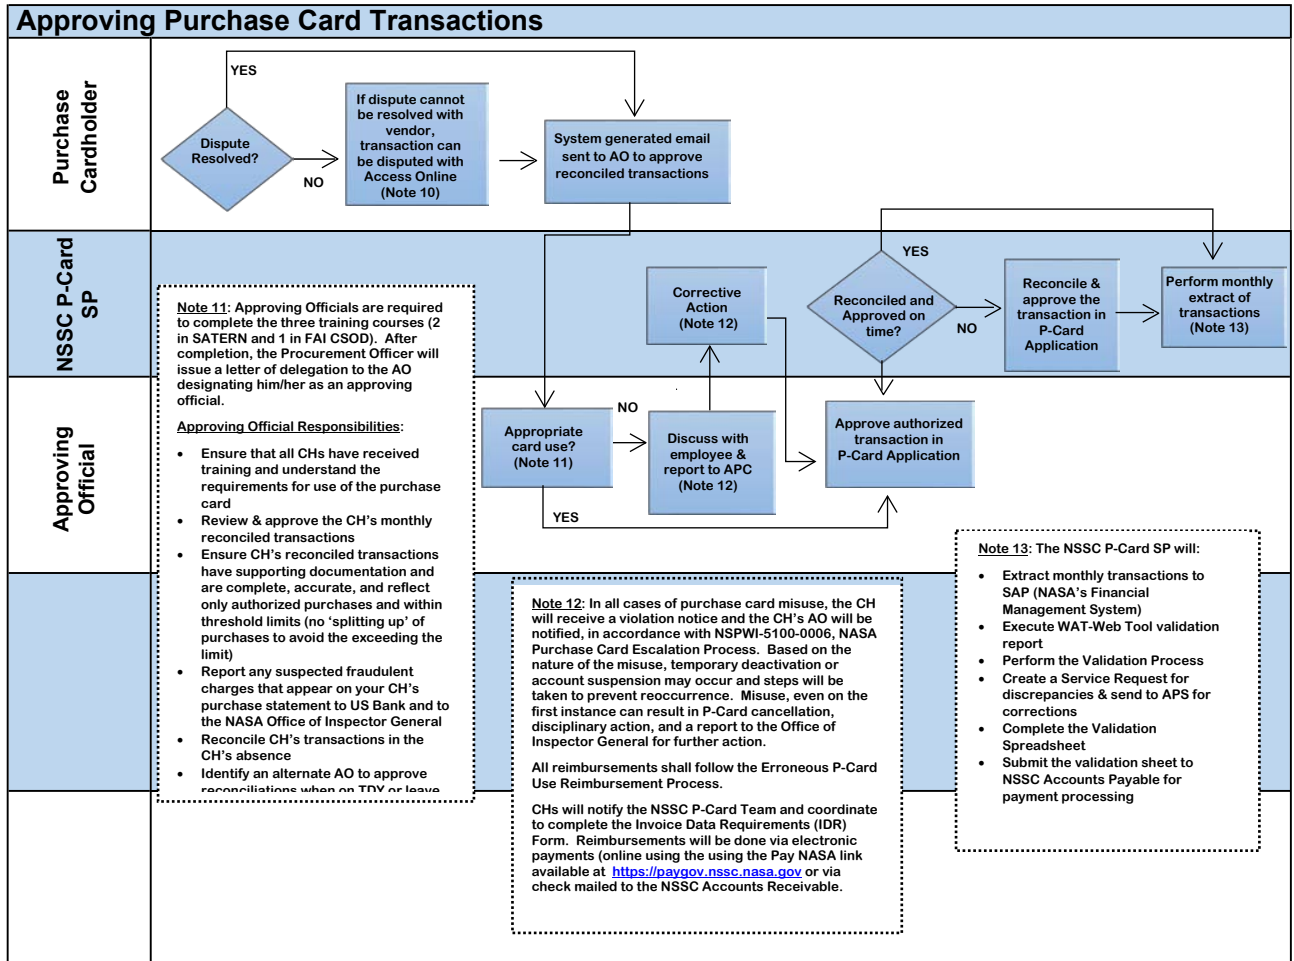 Approving Purchase Card Transactions
Purchase
Cardholder
YES
Dispute
Resolved?
NO
If dispute cannot
be resolved with
vendor,
transaction can
be disputed with
Access Online
(Note 10)
System generated email
sent to AO to approve
reconciled transactions
NSSC P-Card
SP
Corrective
Action
(Note 12)
YES
Reconciled and
Approved on
time?
NO
Reconcile &
approve the
transaction in
P-Card
Application
Perform monthly
extract of
transactions
(Note 13)
Approving
Official
Appropriate
card use?
(Note 11)
NO
YES
Discuss with
employee &
report to APC
(Note 12)
Approve authorized
transaction in
P-Card Application
Note 11: Approving Officials are required
to complete the three training courses (2
in SATERN and 1 in FAI CSOD).  After
completion, the Procurement Officer will
issue a letter of delegation to the AO
designating him/her as an approving
official.
Approving Official Responsibilities:
• Ensure that all CHs have received
training and understand the
requirements for use of the purchase
card
• Review & approve the CH's monthly
reconciled transactions
• Ensure CH's reconciled transactions
have supporting documentation and
are complete, accurate, and reflect
only authorized purchases and within
threshold limits (no 'splitting up' of
purchases to avoid the exceeding the
limit)
• Report any suspected fraudulent
charges that appear on your CH's
purchase statement to US Bank and to
the NASA Office of Inspector General
• Reconcile CH's transactions in the
CH's absence
• Identify an alternate AO to approve
reconciliations when on TDY or leave
Note 12: In all cases of purchase card misuse, the CH
will receive a violation notice and the CH's AO will be
notified, in accordance with NSPWI-5100-0006, NASA
Purchase Card Escalation Process.  Based on the
nature of the misuse, temporary deactivation or
account suspension may occur and steps will be
taken to prevent reoccurrence.  Misuse, even on the
first instance can result in P-Card cancellation,
disciplinary action, and a report to the Office of
Inspector General for further action.
All reimbursements shall follow the Erroneous P-Card
Use Reimbursement Process.
CHs will notify the NSSC P-Card Team and coordinate
to complete the Invoice Data Requirements (IDR)
Form.  Reimbursements will be done via electronic
payments (online using the using the Pay NASA link
available at  https://paygov.nssc.nasa.gov or via
check mailed to the NSSC Accounts Receivable.
Note 13: The NSSC P-Card SP will:
• Extract monthly transactions to
SAP (NASA's Financial
Management System)
• Execute WAT-Web Tool validation
report
• Perform the Validation Process
• Create a Service Request for
discrepancies & send to APS for
corrections
• Complete the Validation
Spreadsheet
• Submit the validation sheet to
NSSC Accounts Payable for
payment processing